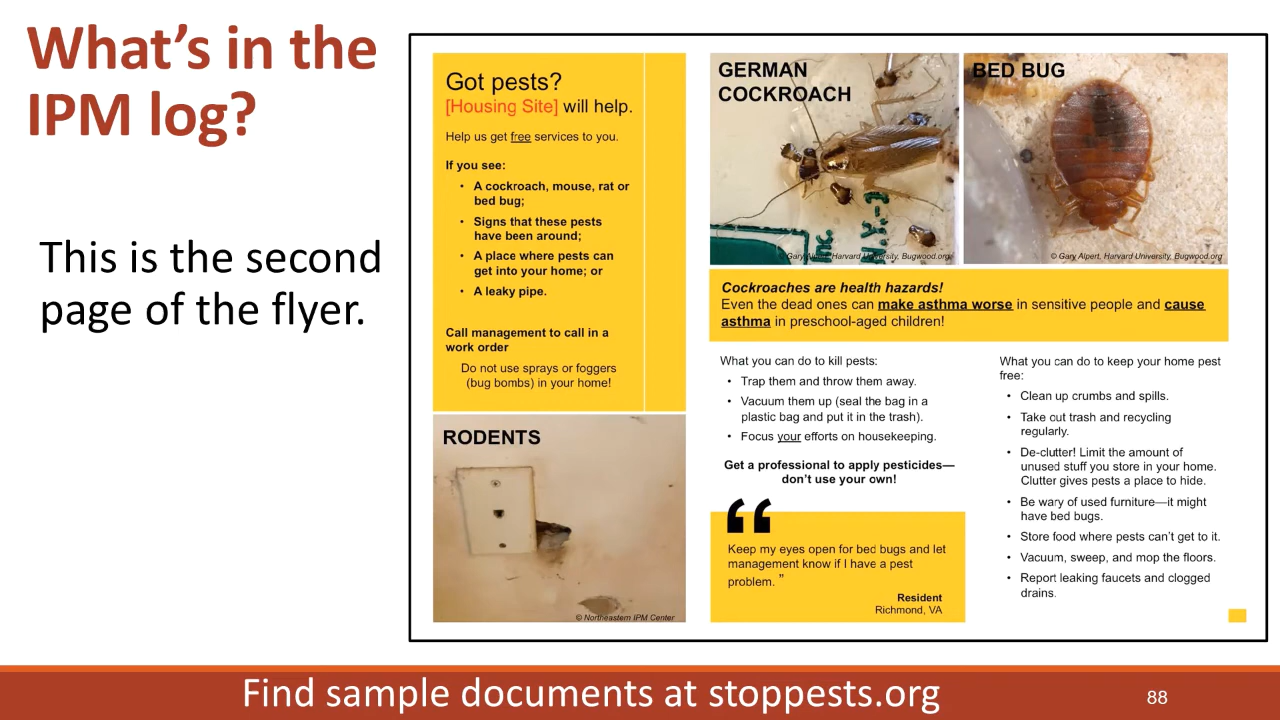 What's in the
IPM log?
This is the second
page of the flyer.
Got pests?
[Housing Site] will help.
Help us get free services to you.
If you see:
• A cockroach, mouse, rat or
bed bug;
• Signs that these pests
have been around;
• A place where pests can
get into your home; or
• A leaky pipe.
Call management to call in a
work order
Do not use sprays or foggers
(bug bombs) in your home!
RODENTS
© Northeastern IPM Center
GERMAN
COCKROACH
Gary Alpert, Harvard University, Bugwood.org
BED BUG
© Gary Alpert, Harvard University, Bugwood.org
Cockroaches are health hazards!
Even the dead ones can make asthma worse in sensitive people and cause
asthma in preschool-aged children!
What you can do to kill pests:
• Trap them and throw them away.
• Vacuum them up (seal the bag in a
plastic bag and put it in the trash).
• Focus your efforts on housekeeping.
Get a professional to apply pesticides—
don't use your own!
“
Keep my eyes open for bed bugs and let
management know if I have a pest
problem. ”
Resident
Richmond, VA
What you can do to keep your home pest
free:
• Clean up crumbs and spills.
• Take out trash and recycling
regularly.
• De-clutter! Limit the amount of
unused stuff you store in your home.
Clutter gives pests a place to hide.
• Be wary of used furniture—it might
have bed bugs.
• Store food where pests can't get to it.
• Vacuum, sweep, and mop the floors.
• Report leaking faucets and clogged
drains.
Find sample documents at stoppests.org
88